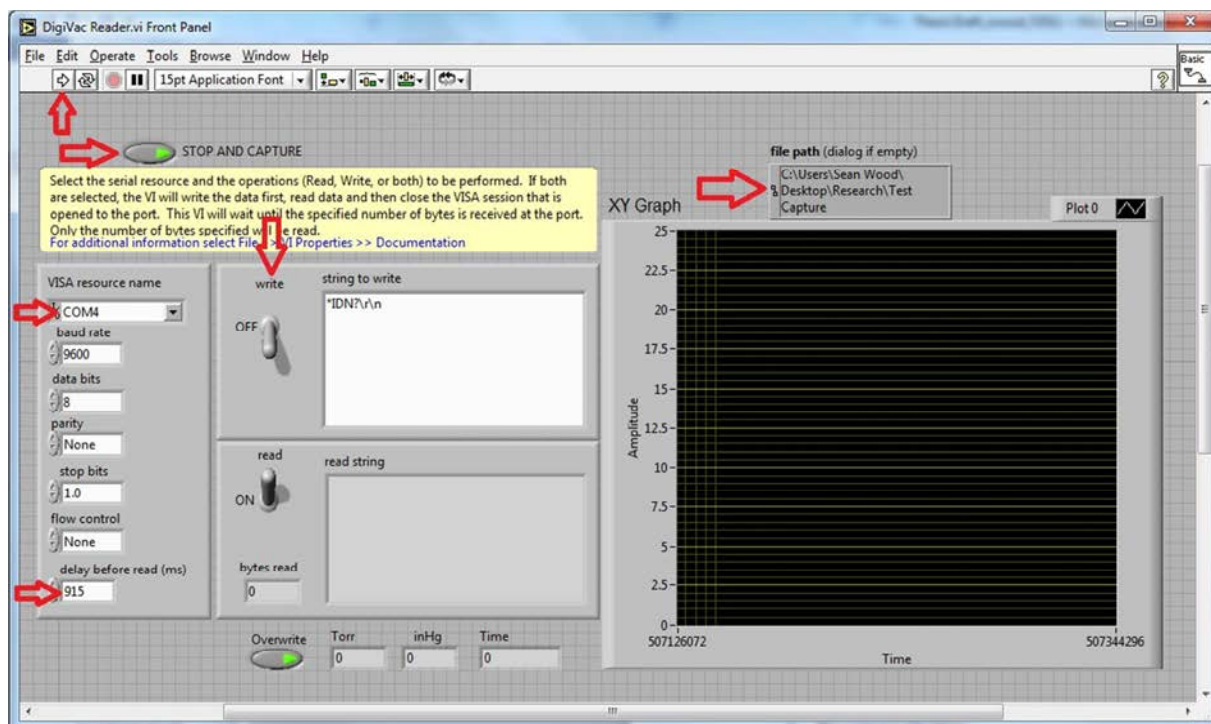 DigiVac Reader.vi Front Panel
File Edit Operate Tools Browse Window Help
15pt Application Font
Basic
STOP AND CAPTURE
file path (dialog if empty)
C:\Users\Sean Wood\
Desktop\Research\Test
Capture
Select the serial resource and the operations (Read, Write, or both) to be performed. If both
are selected, the VI will write the data first, read data and then close the VISA session that is
opened to the port. This VI will wait until the specified number of bytes is received at the port.
Only the number of bytes specified will be read.
For additional information select File >> VI Properties >> Documentation
VISA resource name
COM4
baud rate
9600
data bits
8
parity
None
stop bits
1.0
flow control
None
delay before read (ms)
915
write
OFF
string to write
*IDN?\r\n
read
ON
read string
bytes read
0
Overwrite
Torr
0
inHg
0
Time
0
XY Graph
Plot 0
25
22.5
20
17.5
15
12.5
10
7.5
5
2.5
0
Amplitude
507126072
507344296
Time